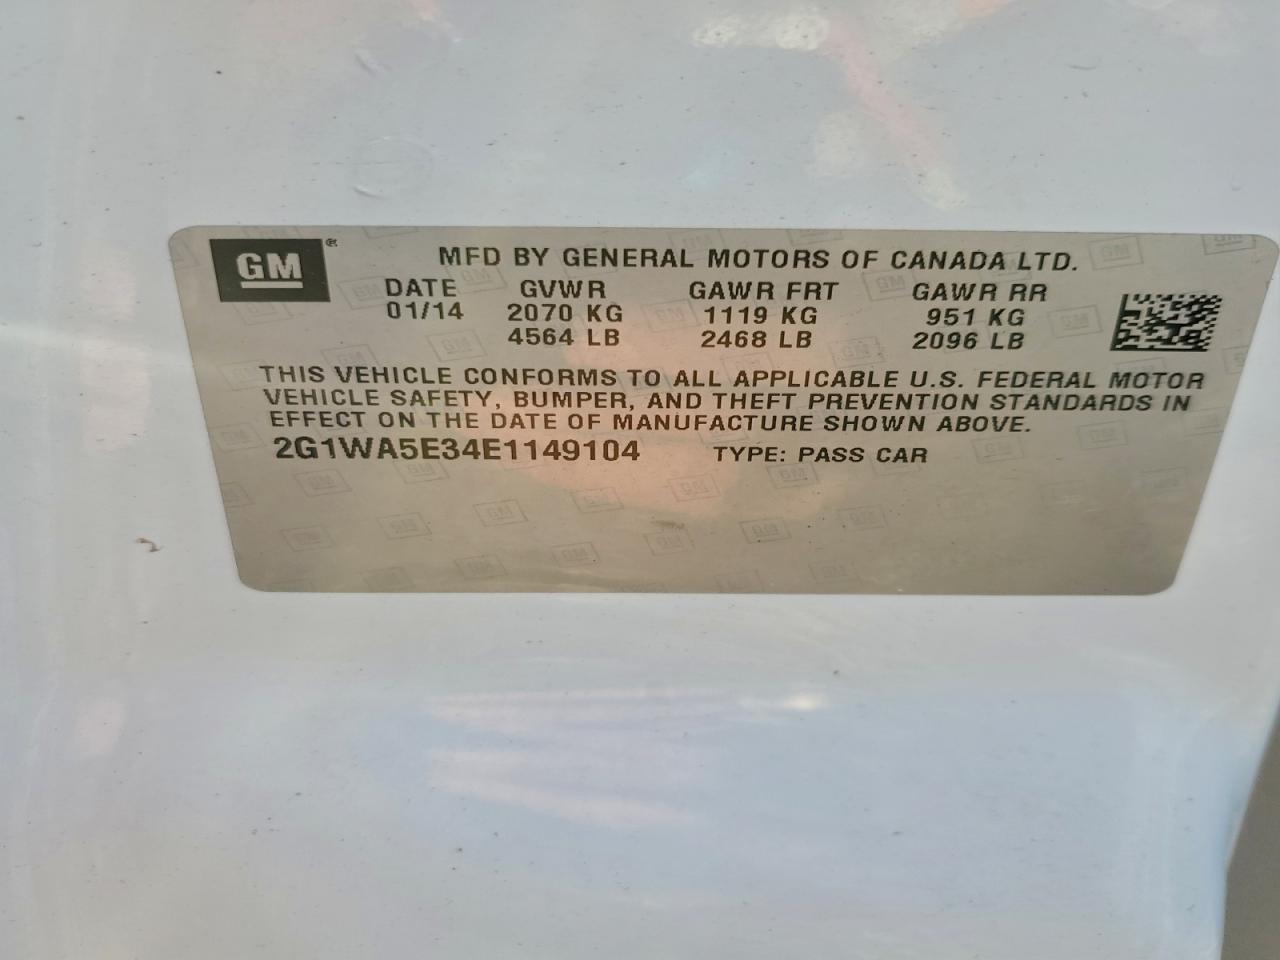 GM ®
MFD BY GENERAL MOTORS OF CANADA LTD.
DATE GVWR GAWR FRT GAWR RR
01/14 2070 KG 1119 KG 951 KG
4564 LB 2468 LB 2096 LB
THIS VEHICLE CONFORMS TO ALL APPLICABLE U.S. FEDERAL MOTOR
VEHICLE SAFETY, BUMPER, AND THEFT PREVENTION STANDARDS IN
EFFECT ON THE DATE OF MANUFACTURE SHOWN ABOVE.
2G1WA5E34E1149104 TYPE: PASS CAR